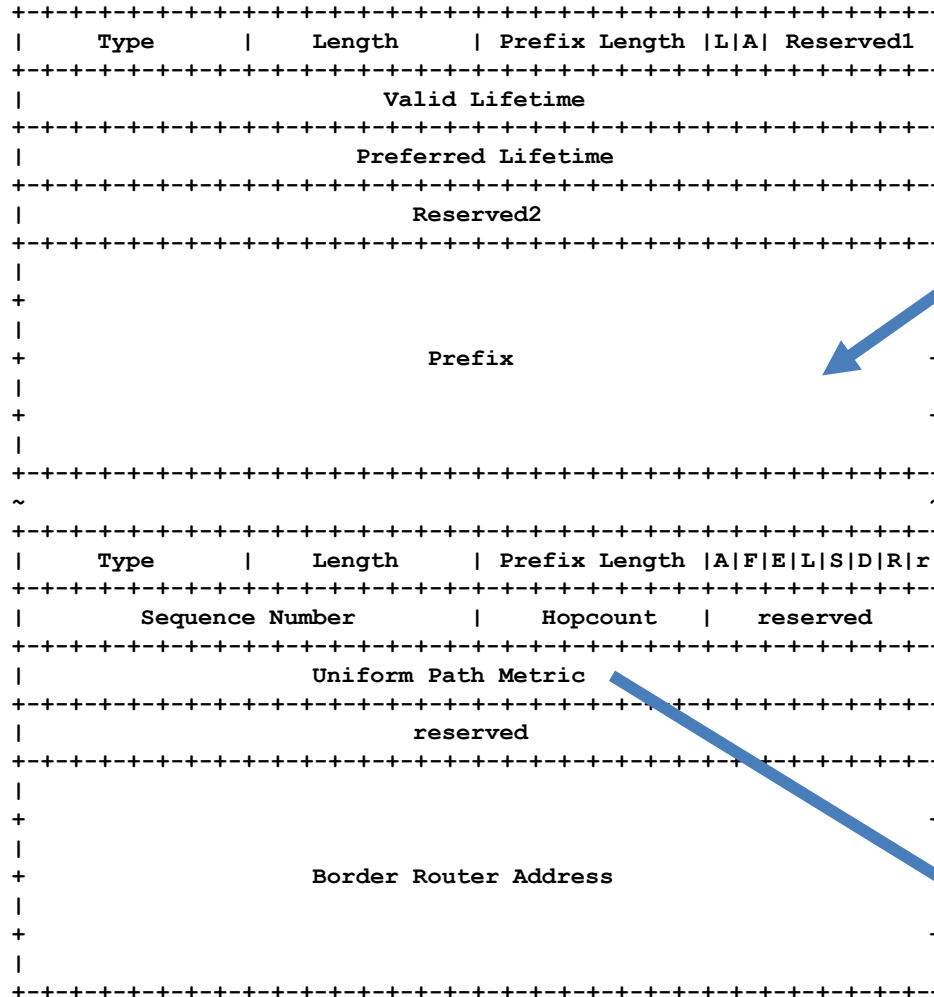 +-+-+-+-+-+-+-+-+-+-+-+-+-+-+-+-+-+-+-+-+-+-+-+-+-+-+-+-+-+-+-+--
|     Type      |    Length     | Prefix Length |L|A| Reserved1
+-+-+-+-+-+-+-+-+-+-+-+-+-+-+-+-+-+-+-+-+-+-+-+-+-+-+-+-+-+-+-+--
|                         Valid Lifetime
+-+-+-+-+-+-+-+-+-+-+-+-+-+-+-+-+-+-+-+-+-+-+-+-+-+-+-+-+-+-+-+--
|                       Preferred Lifetime
+-+-+-+-+-+-+-+-+-+-+-+-+-+-+-+-+-+-+-+-+-+-+-+-+-+-+-+-+-+-+-+--
|                           Reserved2
+-+-+-+-+-+-+-+-+-+-+-+-+-+-+-+-+-+-+-+-+-+-+-+-+-+-+-+-+-+-+-+--
|
+
|
+                            Prefix                             -
|
+                                                               -
|
+-+-+-+-+-+-+-+-+-+-+-+-+-+-+-+-+-+-+-+-+-+-+-+-+-+-+-+-+-+-+-+--
~                                                               ~
+-+-+-+-+-+-+-+-+-+-+-+-+-+-+-+-+-+-+-+-+-+-+-+-+-+-+-+-+-+-+-+--
|     Type      |    Length     | Prefix Length |A|F|E|L|S|D|R|r
+-+-+-+-+-+-+-+-+-+-+-+-+-+-+-+-+-+-+-+-+-+-+-+-+-+-+-+-+-+-+-+--
|        Sequence Number        |    Hopcount   |   reserved
+-+-+-+-+-+-+-+-+-+-+-+-+-+-+-+-+-+-+-+-+-+-+-+-+-+-+-+-+-+-+-+--
|                    Uniform Path Metric
+-+-+-+-+-+-+-+-+-+-+-+-+-+-+-+-+-+-+-+-+-+-+-+-+-+-+-+-+-+-+-+--
|                           reserved
+-+-+-+-+-+-+-+-+-+-+-+-+-+-+-+-+-+-+-+-+-+-+-+-+-+-+-+-+-+-+-+--
|
+                                                               -
|
+                    Border Router Address
|
+                                                               -
|
+-+-+-+-+-+-+-+-+-+-+-+-+-+-+-+-+-+-+-+-+-+-+-+-+-+-+-+-+-+-+-+--